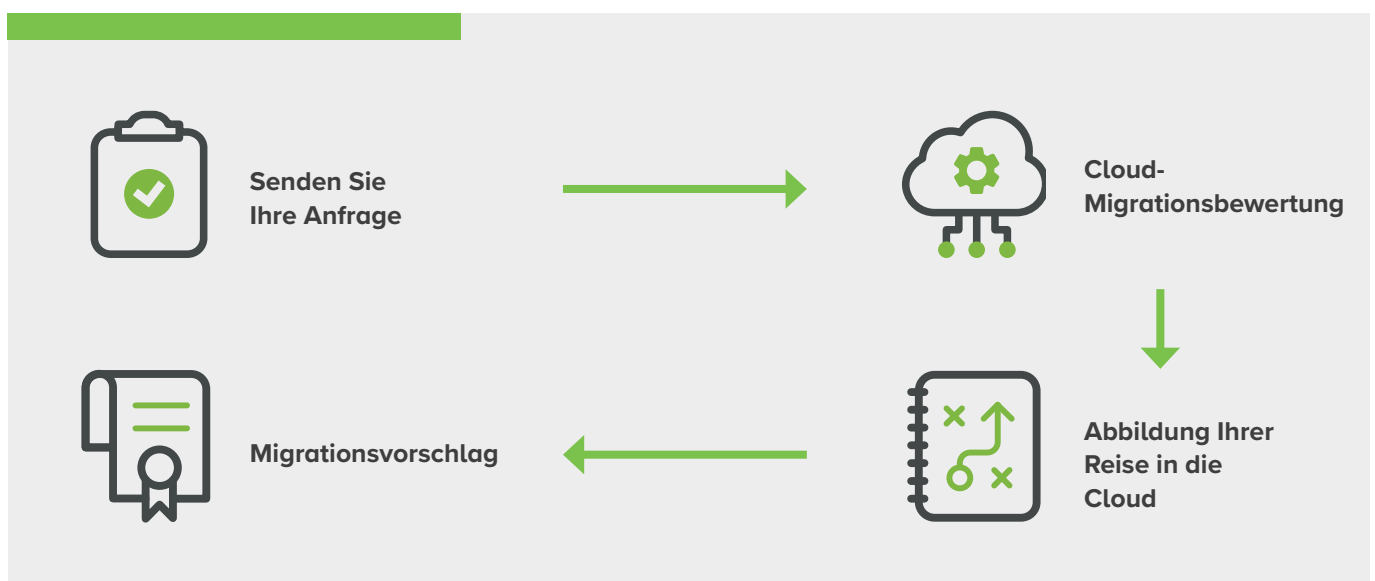 Senden Sie
Ihre Anfrage
Cloud-
Migrationsbewertung
Migrationsvorschlag
Abbildung Ihrer
Reise in die
Cloud